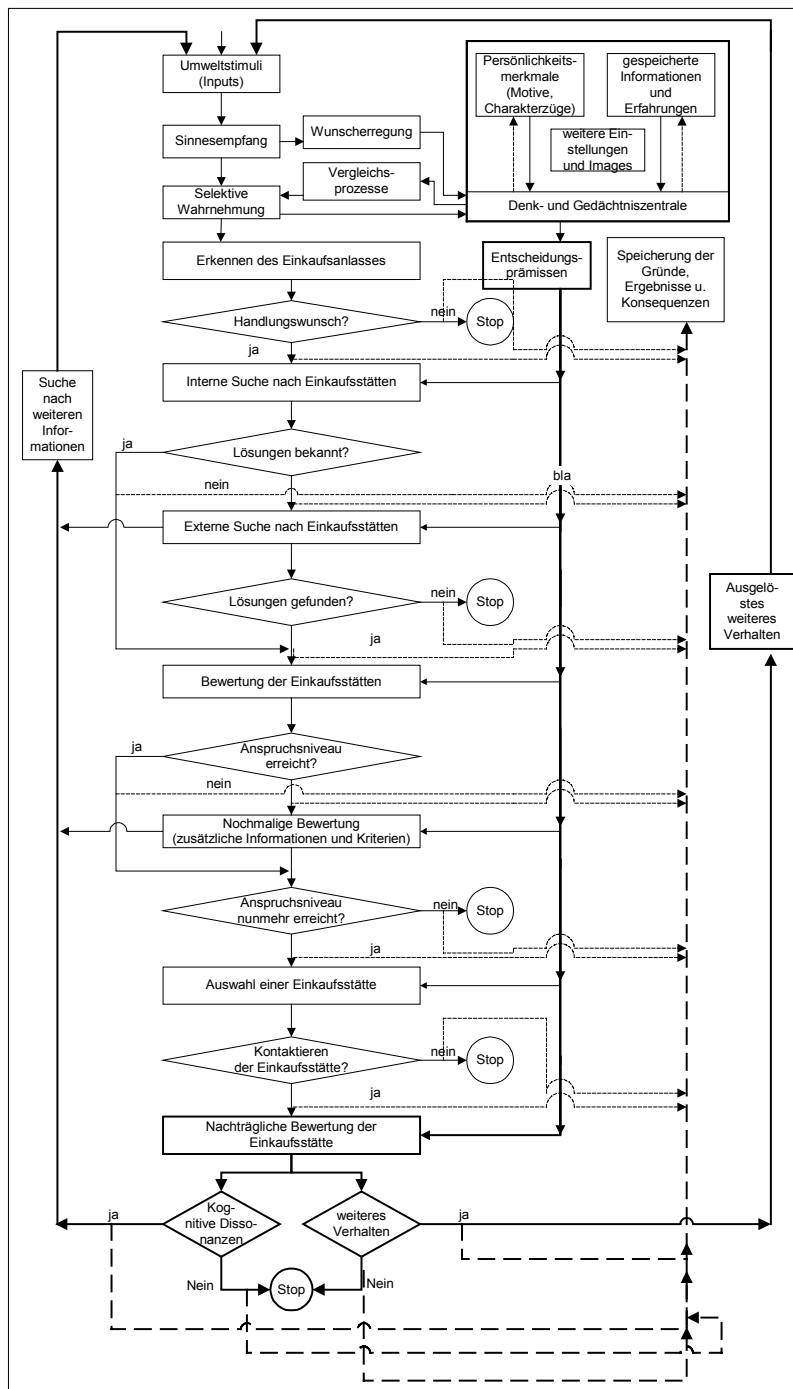 Umweltstimuli
(Inputs)
Persönlichkeits-
merkmale
(Motive,
Charakterzüge)
gespeicherte
Informationen
und
Erfahrungen
Sinnesempfang
Wunscherregung
weitere Ein-
stellungen
und Images
Selektive
Wahrnehmung
Vergleichs-
prozesse
Denk- und Gedächtniszentrale
Erkennen des Einkaufsanlasses
Entscheidungs-
prämissen
Speicherung der
Gründe,
Ergebnisse u.
Konsequenzen
Handlungswunsch?
nein
Stop
ja
Suche
nach
weiteren
Infor-
mationen
Interne Suche nach Einkaufsstätten
ja
Lösungen bekannt?
nein
bla
Externe Suche nach Einkaufsstätten
Lösungen gefunden?
nein
Stop
Ausgelö-
stes
weiteres
Verhalten
ja
Bewertung der Einkaufsstätten
ja
Anspruchsniveau
erreicht?
nein
Nochmalige Bewertung
(zusätzliche Informationen und Kriterien)
Anspruchsniveau
nunmehr erreicht?
nein
Stop
ja
Auswahl einer Einkaufsstätte
Kontaktieren
der Einkaufsstätte?
nein
Stop
ja
Nachträgliche Bewertung der
Einkaufsstätte
ja
Kog-
nitive Disso-
nanzen
weiteres
Verhalten
ja
Nein
Stop
Nein